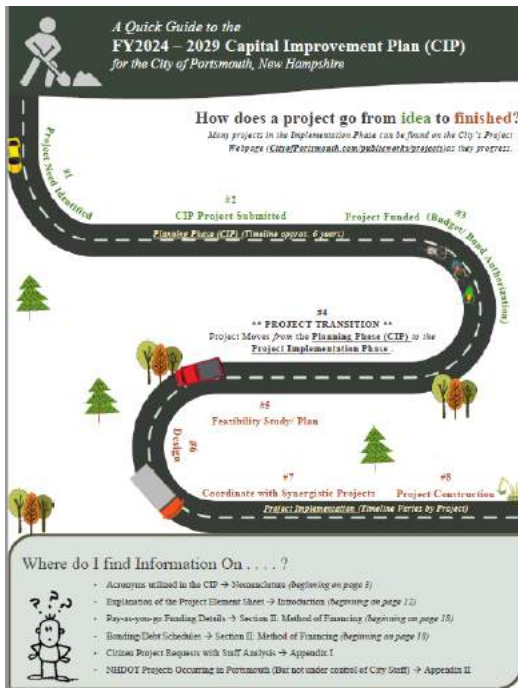 A Quick Guide to the
FY2024 – 2029 Capital Improvement Plan (CIP)
for the City of Portsmouth, New Hampshire
How does a project go from idea to finished?
Many projects in the Implementation Phase can be found on the City's Project
Webpage (CityofPortsmouth.com/publicworks/projects)as they progress.
#1
Project Need Identified
#2
CIP Project Submitted
#3
Project Funded (Budget/ Bond Authorization)
Planning Phase (CIP) (Timeline approx. 6 years)
#4
** PROJECT TRANSITION **
Project Moves from the Planning Phase (CIP) to the
Project Implementation Phase .
#5
Feasibility Study/ Plan
#6
Design
#7
Coordinate with Synergistic Projects
#8
Project Construction
Project Implementation (Timeline Varies by Project)
Where do I find Information On . . . . ?
• Acronyms utilized in the CIP → Nomenclature (beginning on page 3)
• Explanation of the Project Element Sheet → Introduction (beginning on page 12)
• Pay-as-you-go Funding Details → Section II: Method of Financing (beginning on page 18)
• Bonding/Debt Schedules → Section II: Method of Financing (beginning on page 18)
• Citizen Project Requests with Staff Analysis → Appendix I
• NHDOT Projects Occurring in Portsmouth (But not under control of City Staff) → Appendix II